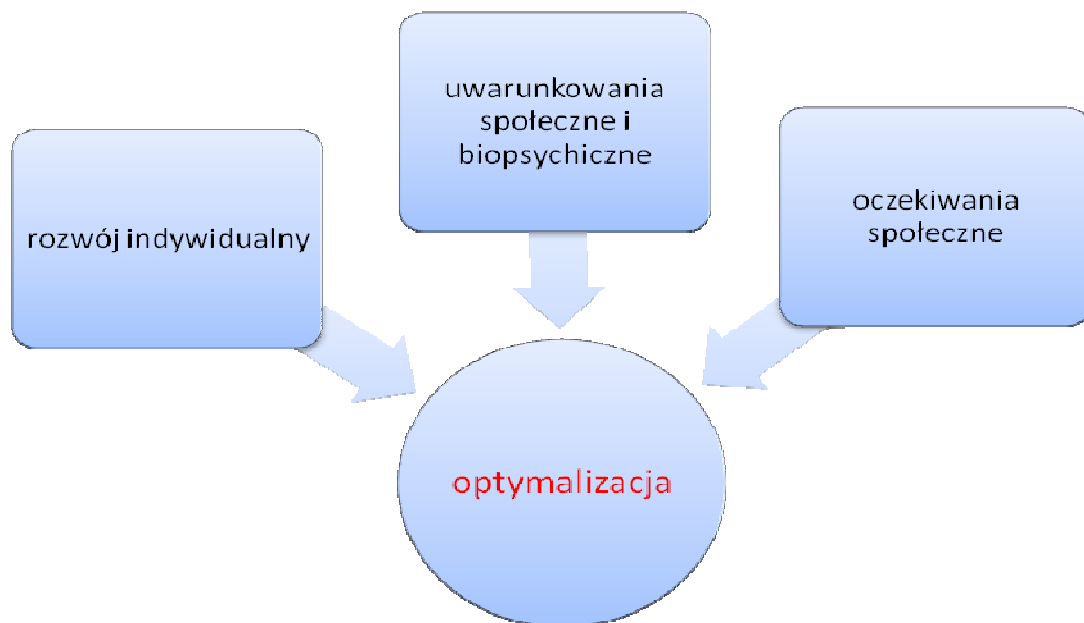 uwarunkowania
społeczne i
biopsychiczne
rozwój indywidualny
oczekiwania
społeczne
optymalizacja